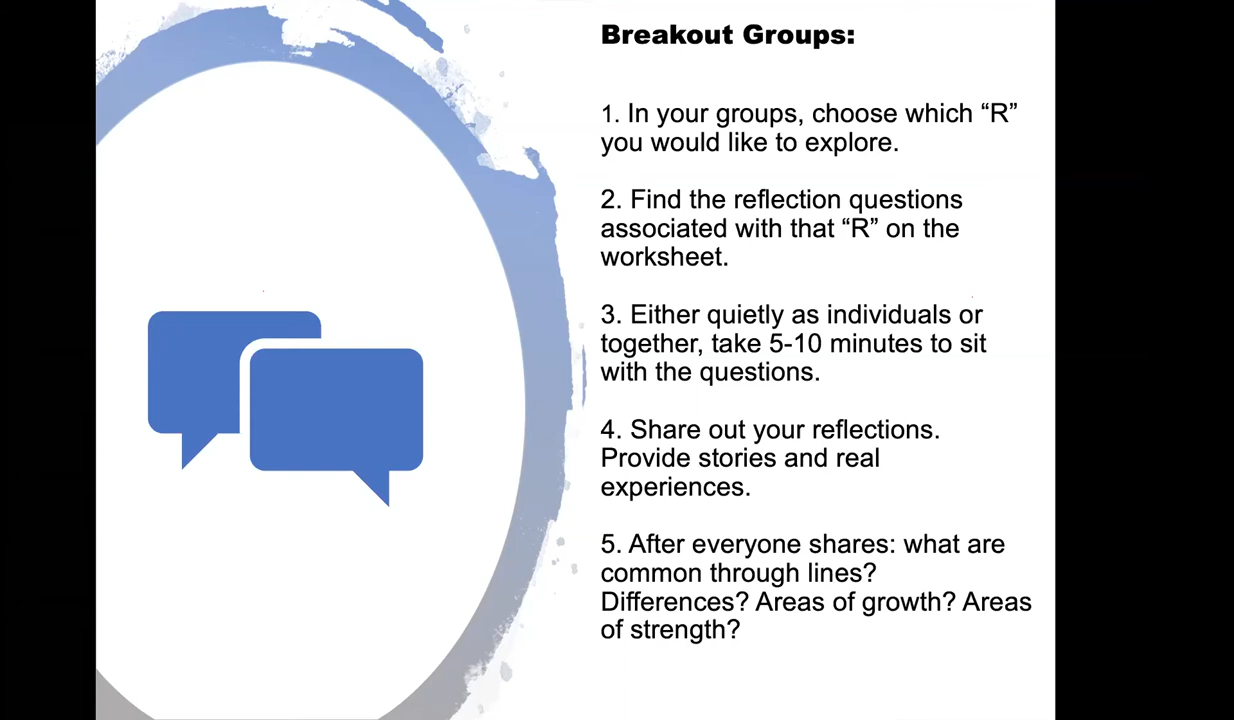 Breakout Groups:
1. In your groups, choose which “R”
you would like to explore.
2. Find the reflection questions
associated with that “R” on the
worksheet.
3. Either quietly as individuals or
together, take 5-10 minutes to sit
with the questions.
4. Share out your reflections.
Provide stories and real
experiences.
5. After everyone shares: what are
common through lines?
Differences? Areas of growth? Areas
of strength?